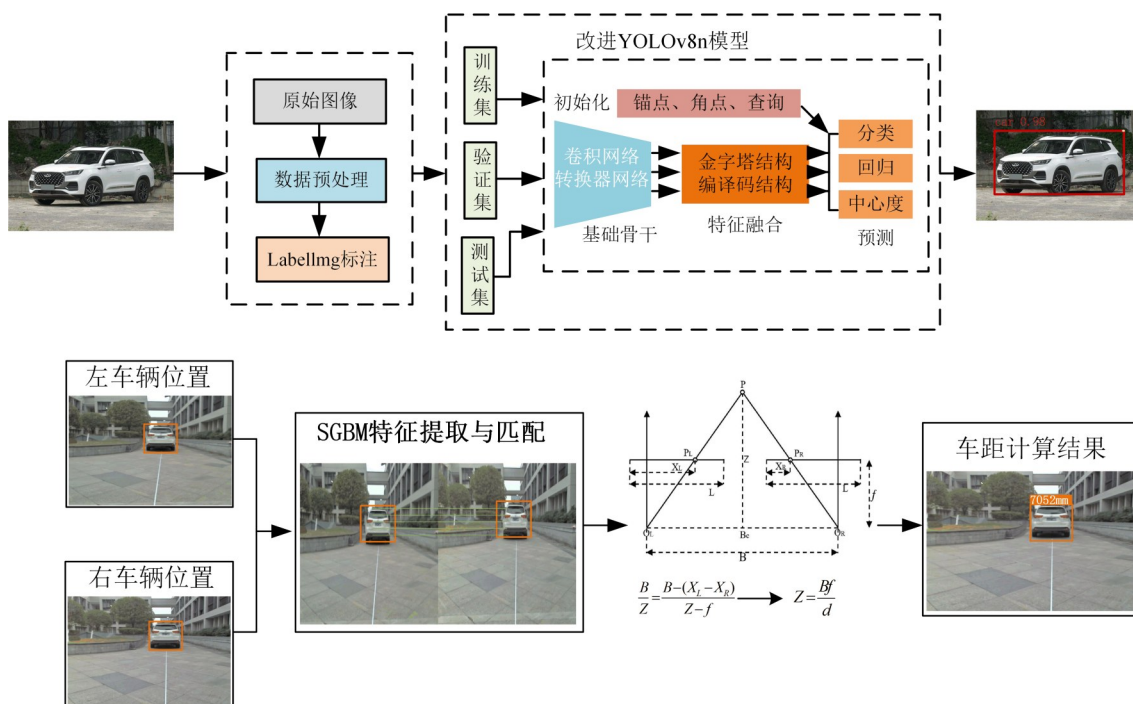 改进YOLOv8n模型
原始图像
数据预处理
LabelImg标注
训练集
验证集
测试集
初始化
锚点、角点、查询
卷积网络
转换器网络
基础骨干
金字塔结构
编译码结构
特征融合
分类
回归
中心度
预测
car 0.98
左车辆位置
右车辆位置
SGBM特征提取与匹配
P
P_L
P_R
Z
X_L
X_R
L
L
f
O_L
B_c
O_R
B
B/Z = B-(X_L-X_R)/Z-f
Z = Bf/d
车距计算结果
7052mm